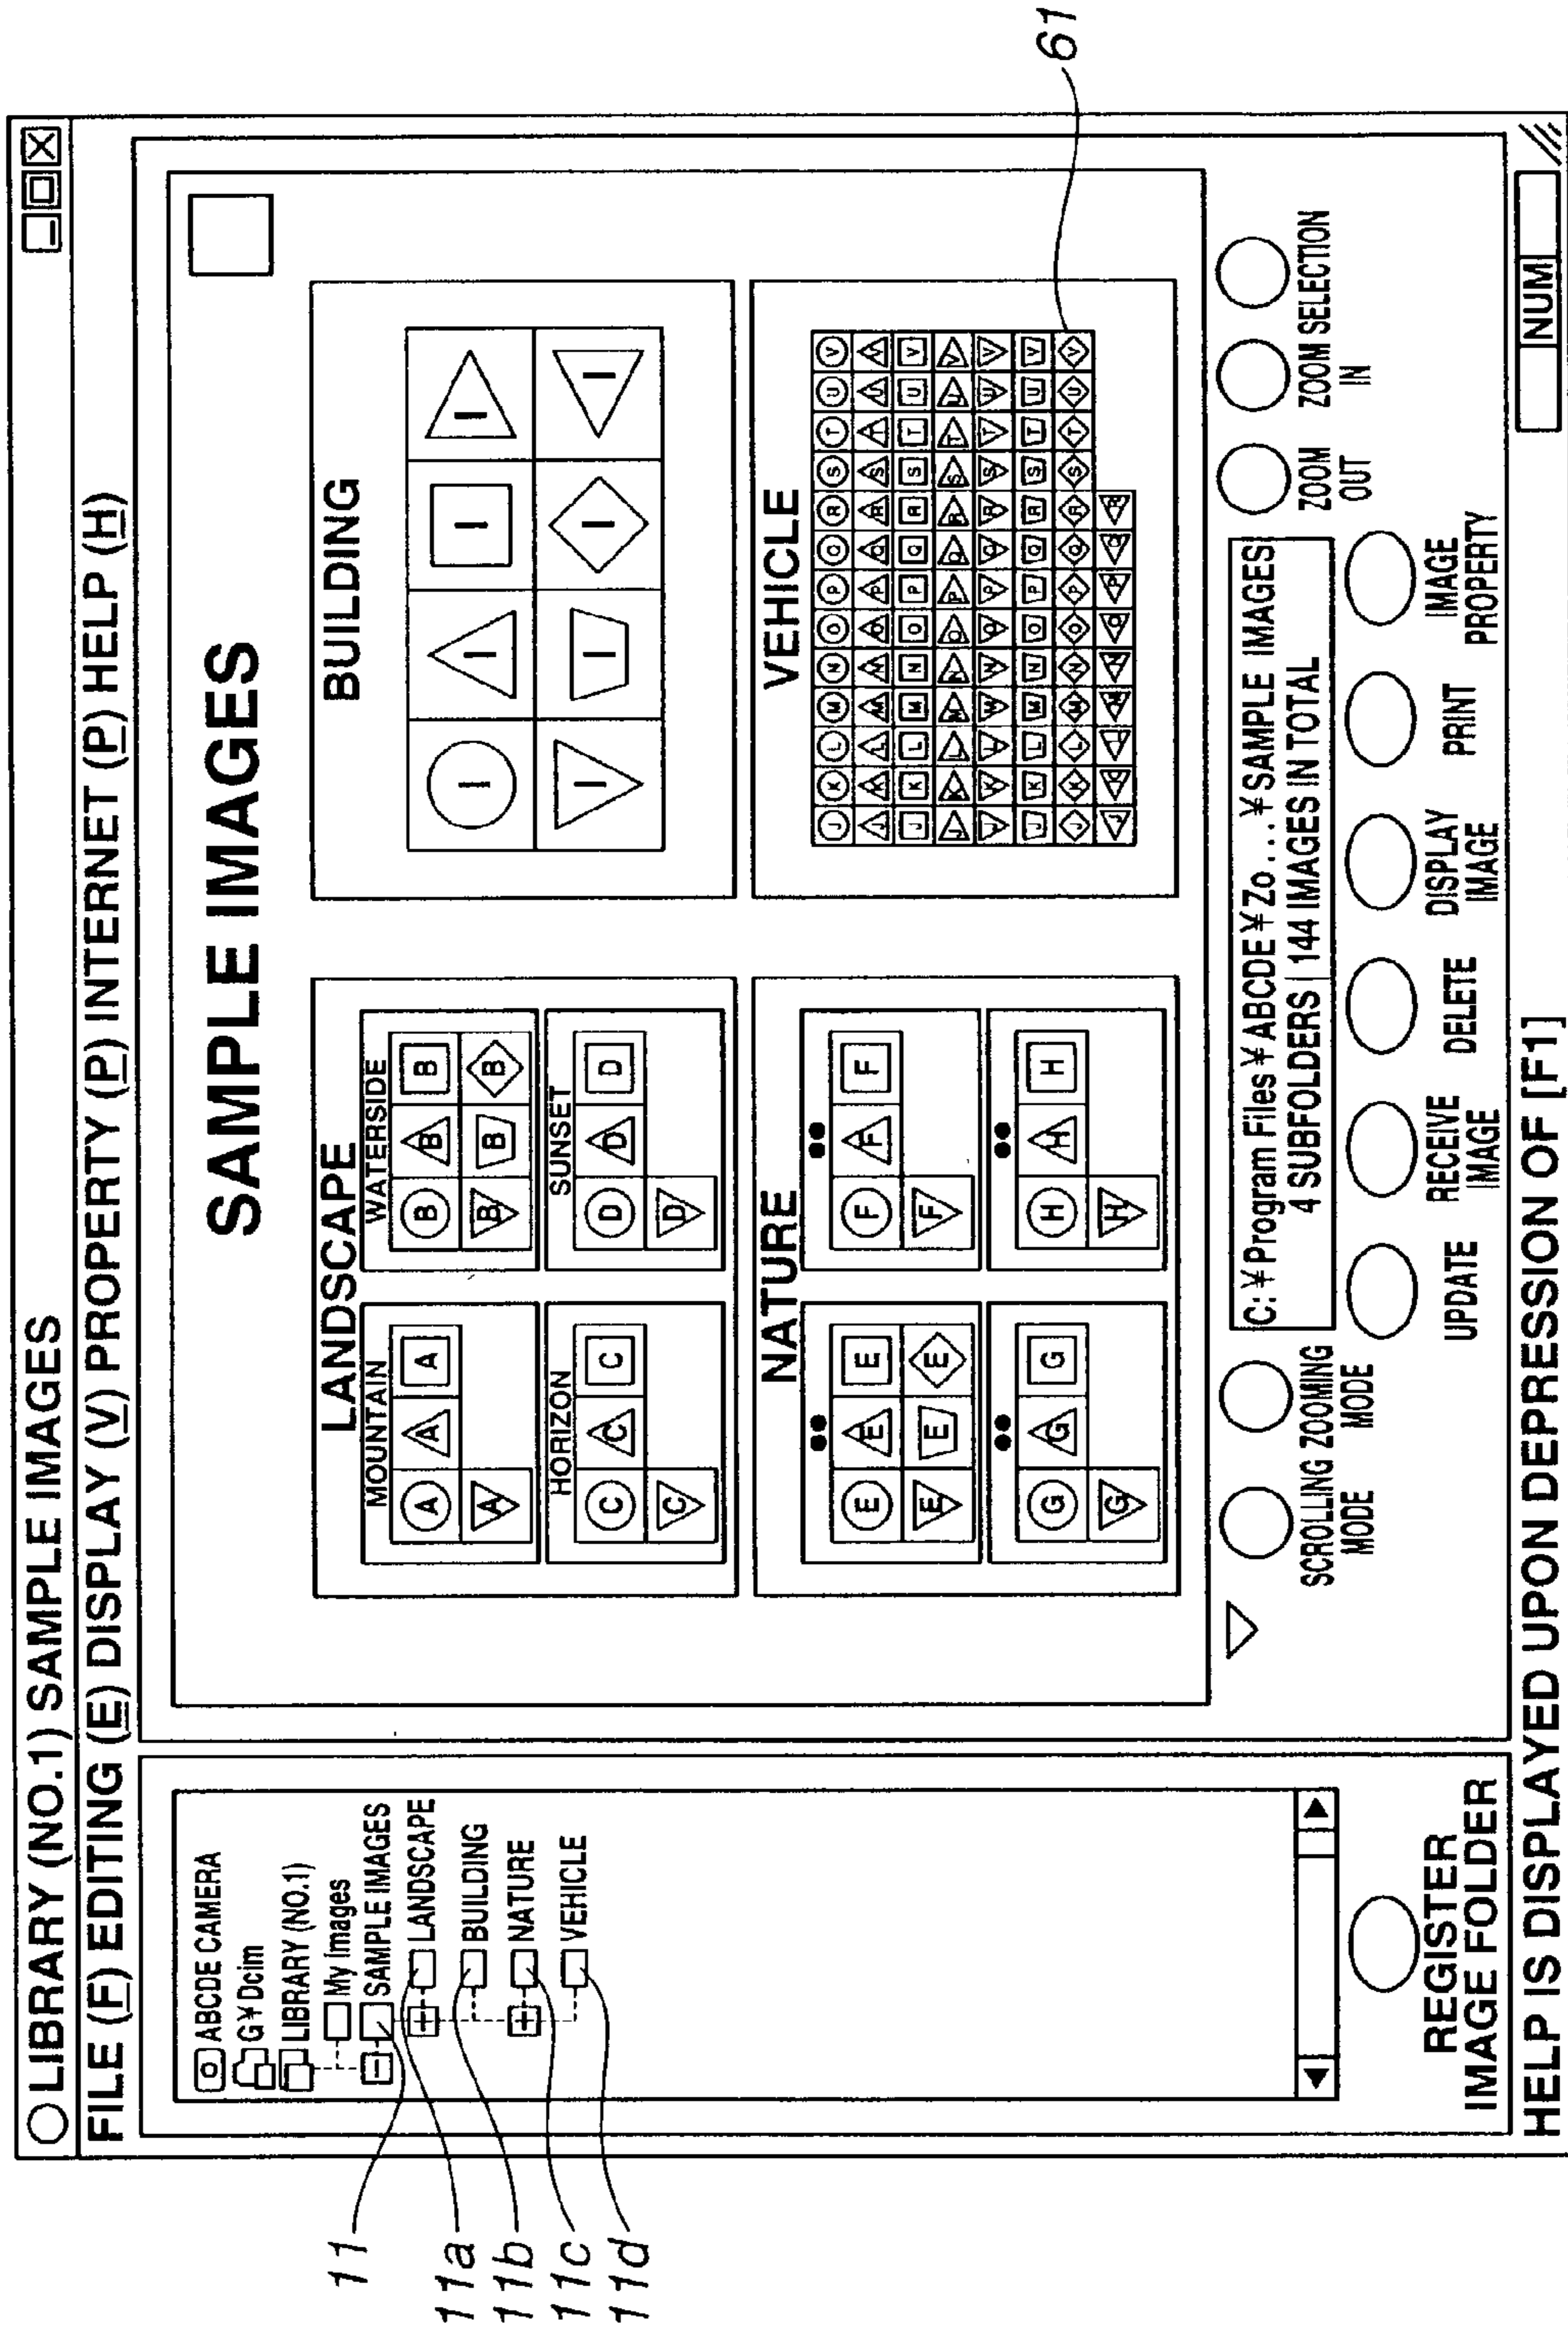 LIBRARY (NO.1) SAMPLE IMAGES
FILE (F) EDITING (E) DISPLAY (V) PROPERTY (P) INTERNET (P) HELP (H)
ABCDE CAMERA
G¥Dcim
LIBRARY (NO.1)
My Images
SAMPLE IMAGES
LANDSCAPE
BUILDING
NATURE
VEHICLE
11
11a
11b
11c
11d
REGISTER
IMAGE FOLDER
SAMPLE IMAGES
LANDSCAPE
MOUNTAIN
A A A
A
WATERSIDE
B B B
B B B
HORIZON
C C C
C
SUNSET
D D D
D
BUILDING
I I I I
I I I I
NATURE
E E E
E E E
F F F
F
G G G
G
H H H
H
VEHICLE
J K L M N O P Q R S T U V
J K L M N O P Q R S T U V
J K L M N O P Q R S T U V
J K L M N O P Q R S T U V
J K L M N O P Q R S T U V
J K L M N O P Q R S T U V
J K L M N O P Q R S T U V
J K L M N O P Q R
61
SCROLLING MODE
ZOOMING MODE
C:¥Program Files¥ABCDE¥Zo...¥SAMPLE IMAGES
4 SUBFOLDERS | 144 IMAGES IN TOTAL
ZOOM OUT
ZOOM IN
SELECTION
UPDATE
RECEIVE IMAGE
DELETE
DISPLAY IMAGE
PRINT
IMAGE PROPERTY
HELP IS DISPLAYED UPON DEPRESSION OF [F1]
NUM